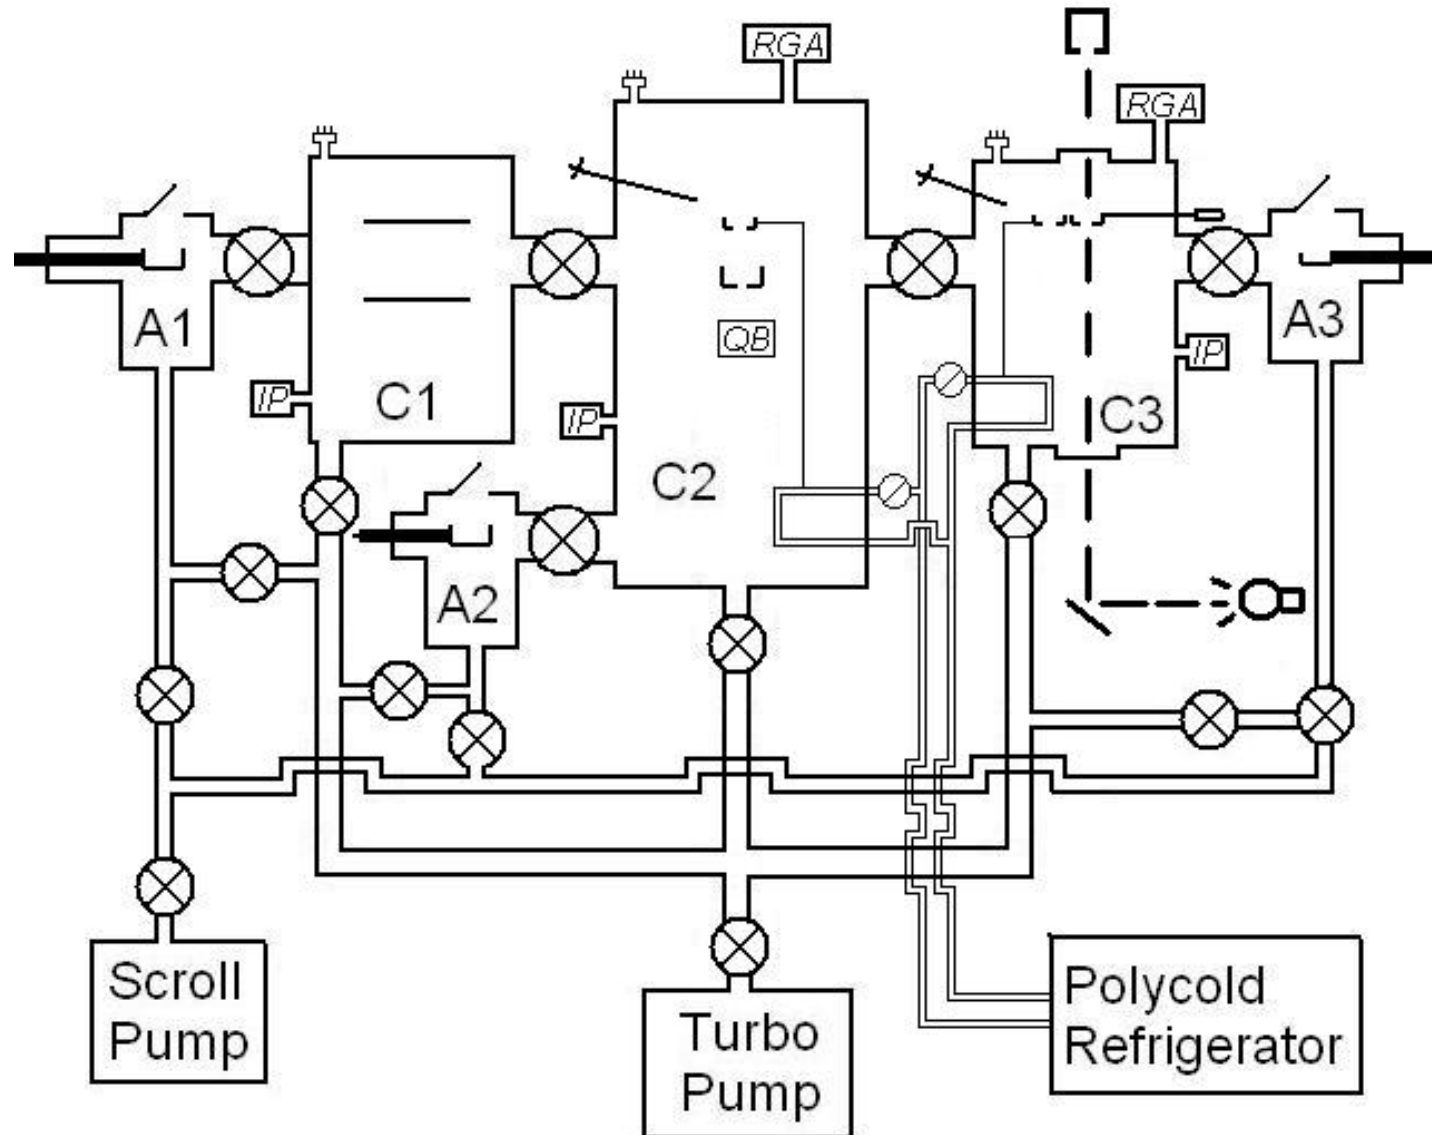 RGA
RGA
A1
A3
IP
C1
QB
IP
C3
IP
C2
A2
Scroll
Pump
Turbo
Pump
Polycold
Refrigerator